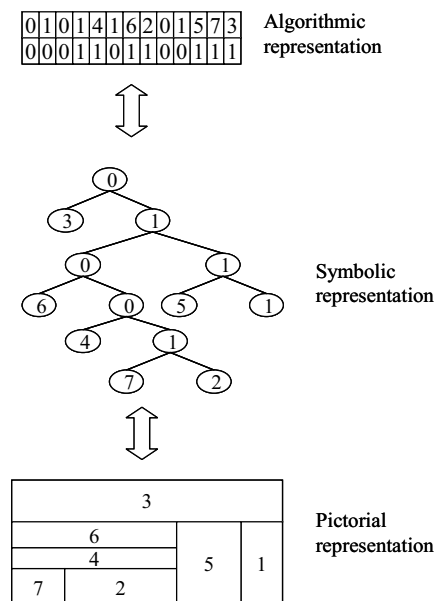 0 1 0 1 4 1 6 2 0 1 5 7 3
0 0 0 1 1 0 1 1 0 0 1 1 1
Algorithmic
representation
0
3 1
0 1
6 0 5 1
4 1
7 2
Symbolic
representation
3
6
4
7 2
5 1
Pictorial
representation